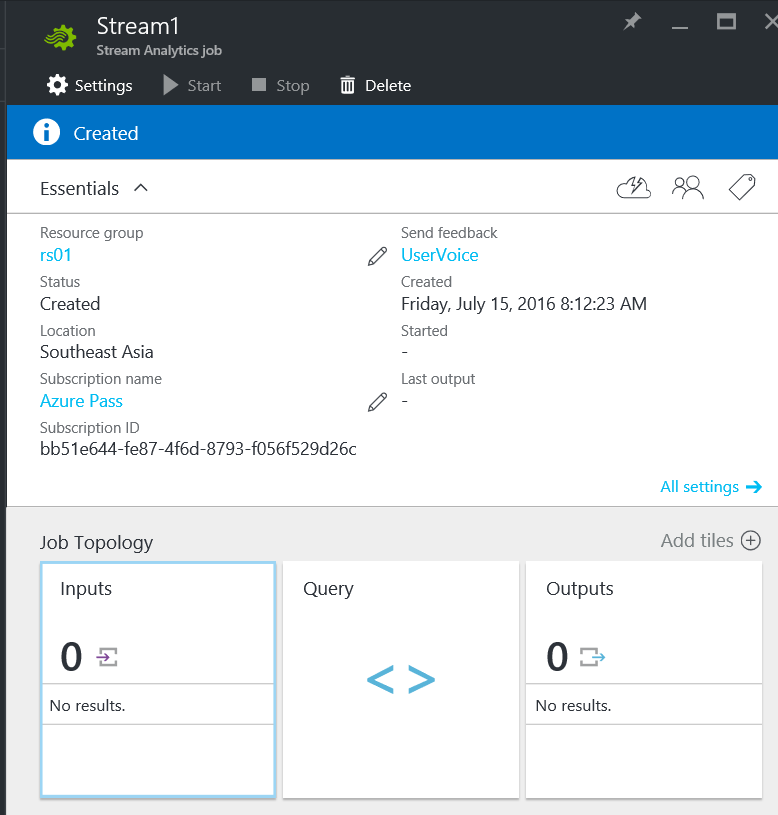 Stream1
Stream Analytics job
Settings
Start
Stop
Delete
Created
Essentials
Resource group
rs01
Status
Created
Location
Southeast Asia
Subscription name
Azure Pass
Subscription ID
bb51e644-fe87-4f6d-8793-f056f529d26c
Send feedback
UserVoice
Created
Friday, July 15, 2016 8:12:23 AM
Started
-
Last output
-
All settings
Job Topology
Add tiles
Inputs
0
No results.
Query
< >
Outputs
0
No results.